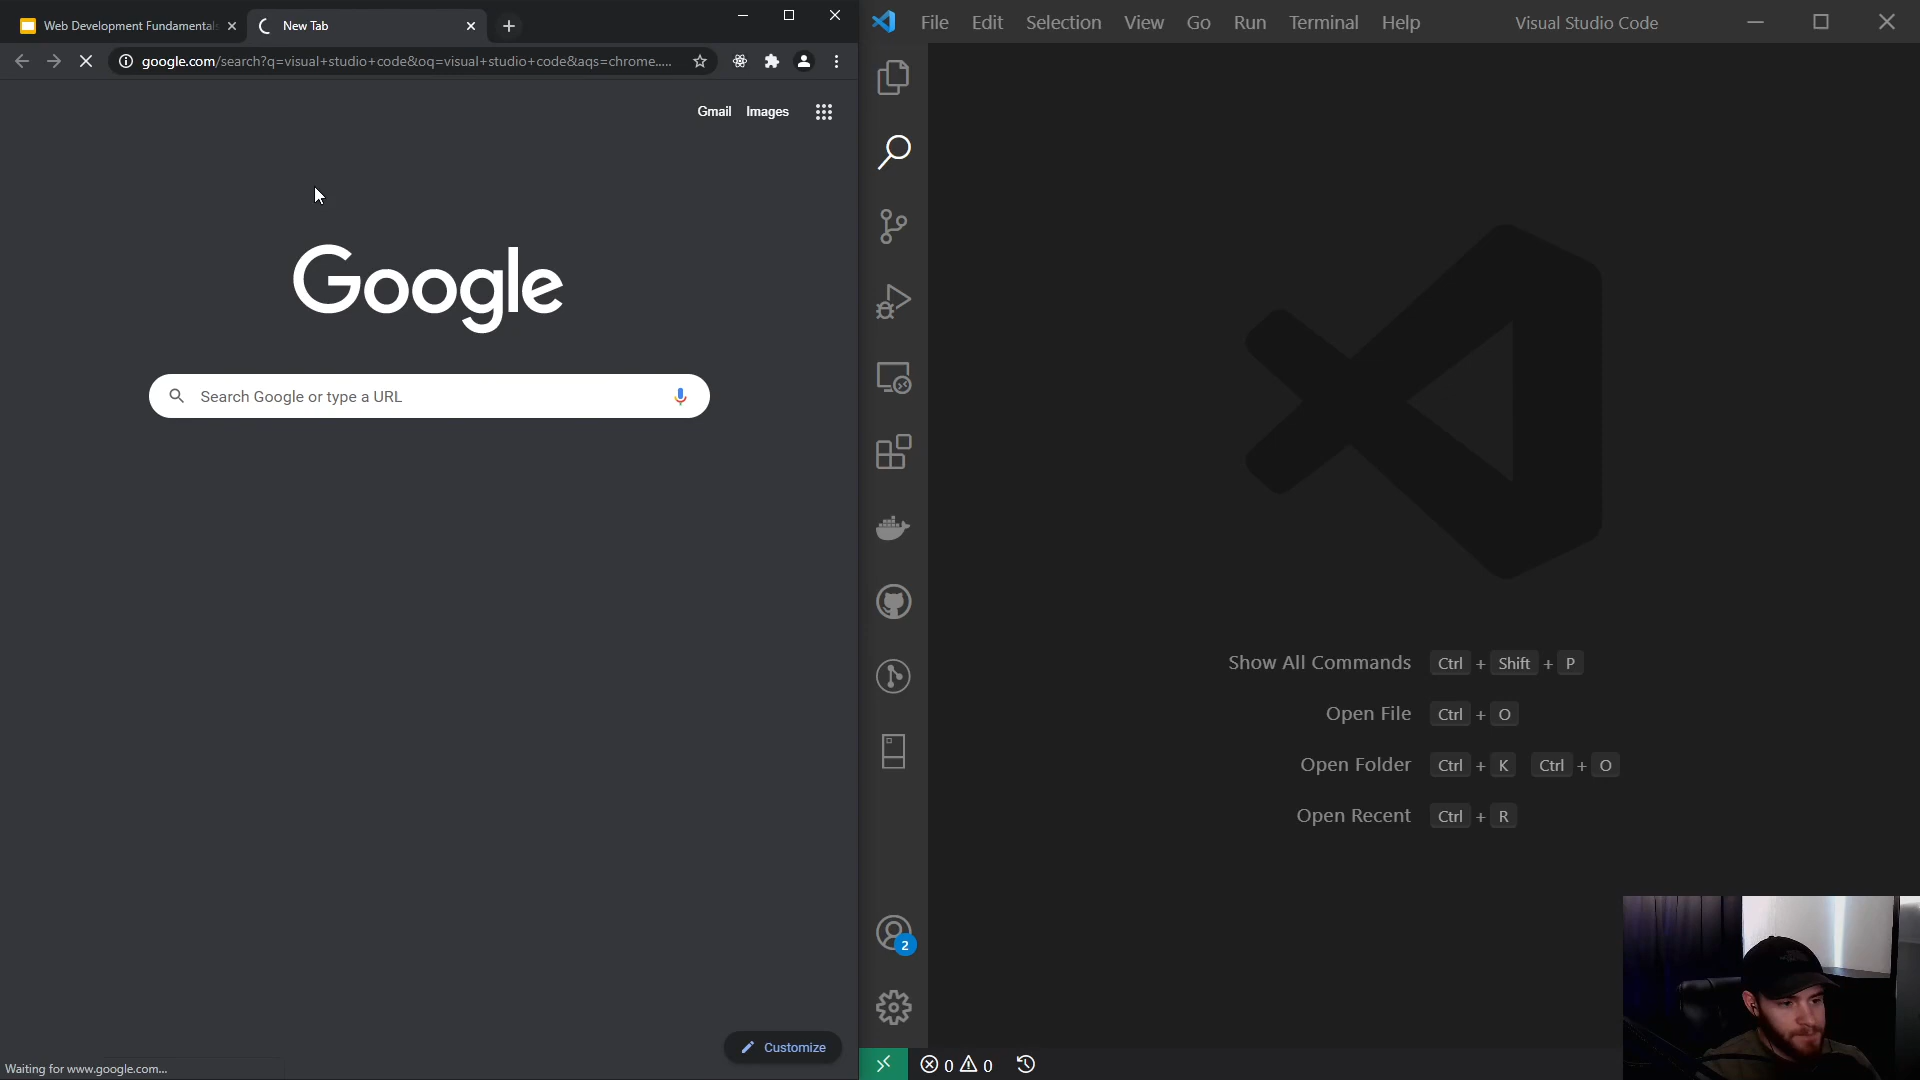 Web Development Fundamentals
New Tab
google.com/search?q=visual+studio+code&oq=visual+studio+code&aqs=chrome.....
Gmail Images
Google
Search Google or type a URL
Customize
Waiting for www.google.com...
File Edit Selection View Go Run Terminal Help Visual Studio Code
Show All Commands Ctrl + Shift + P
Open File Ctrl + O
Open Folder Ctrl + K Ctrl + O
Open Recent Ctrl + R
2
0 0